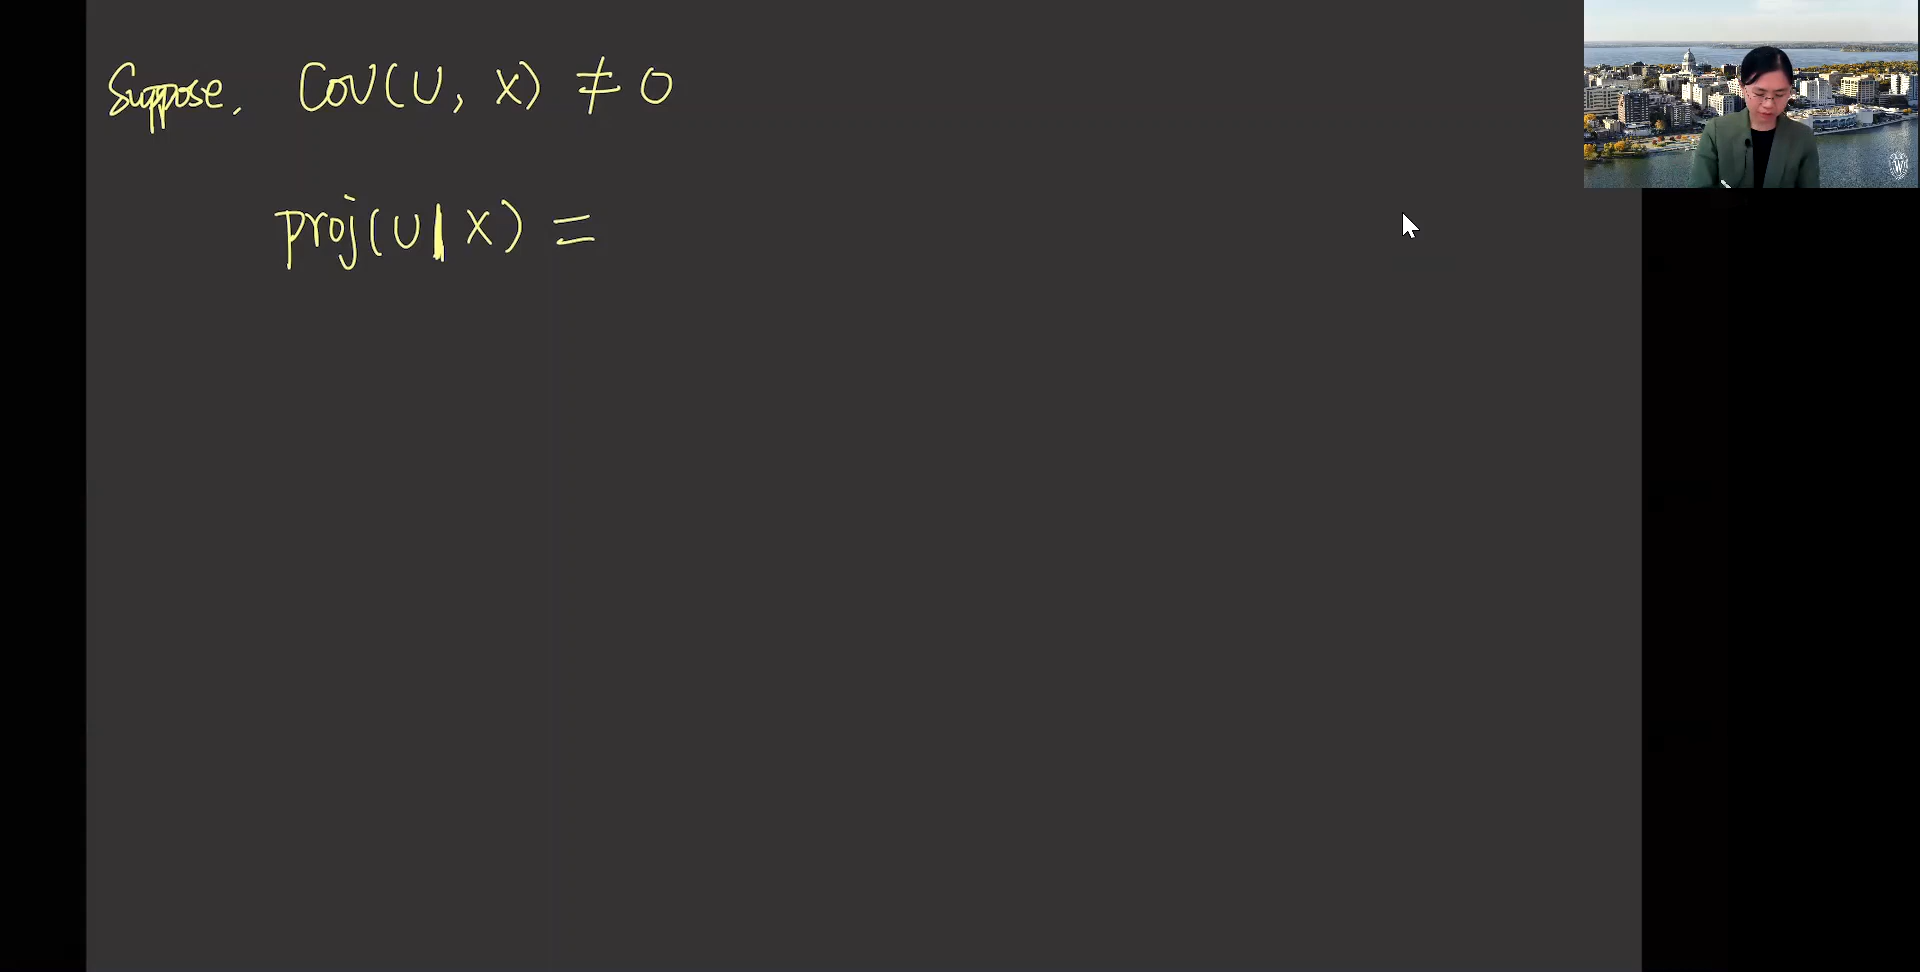 Suppose, Cov(U, X) ≠ 0
proj(U|X) =
W